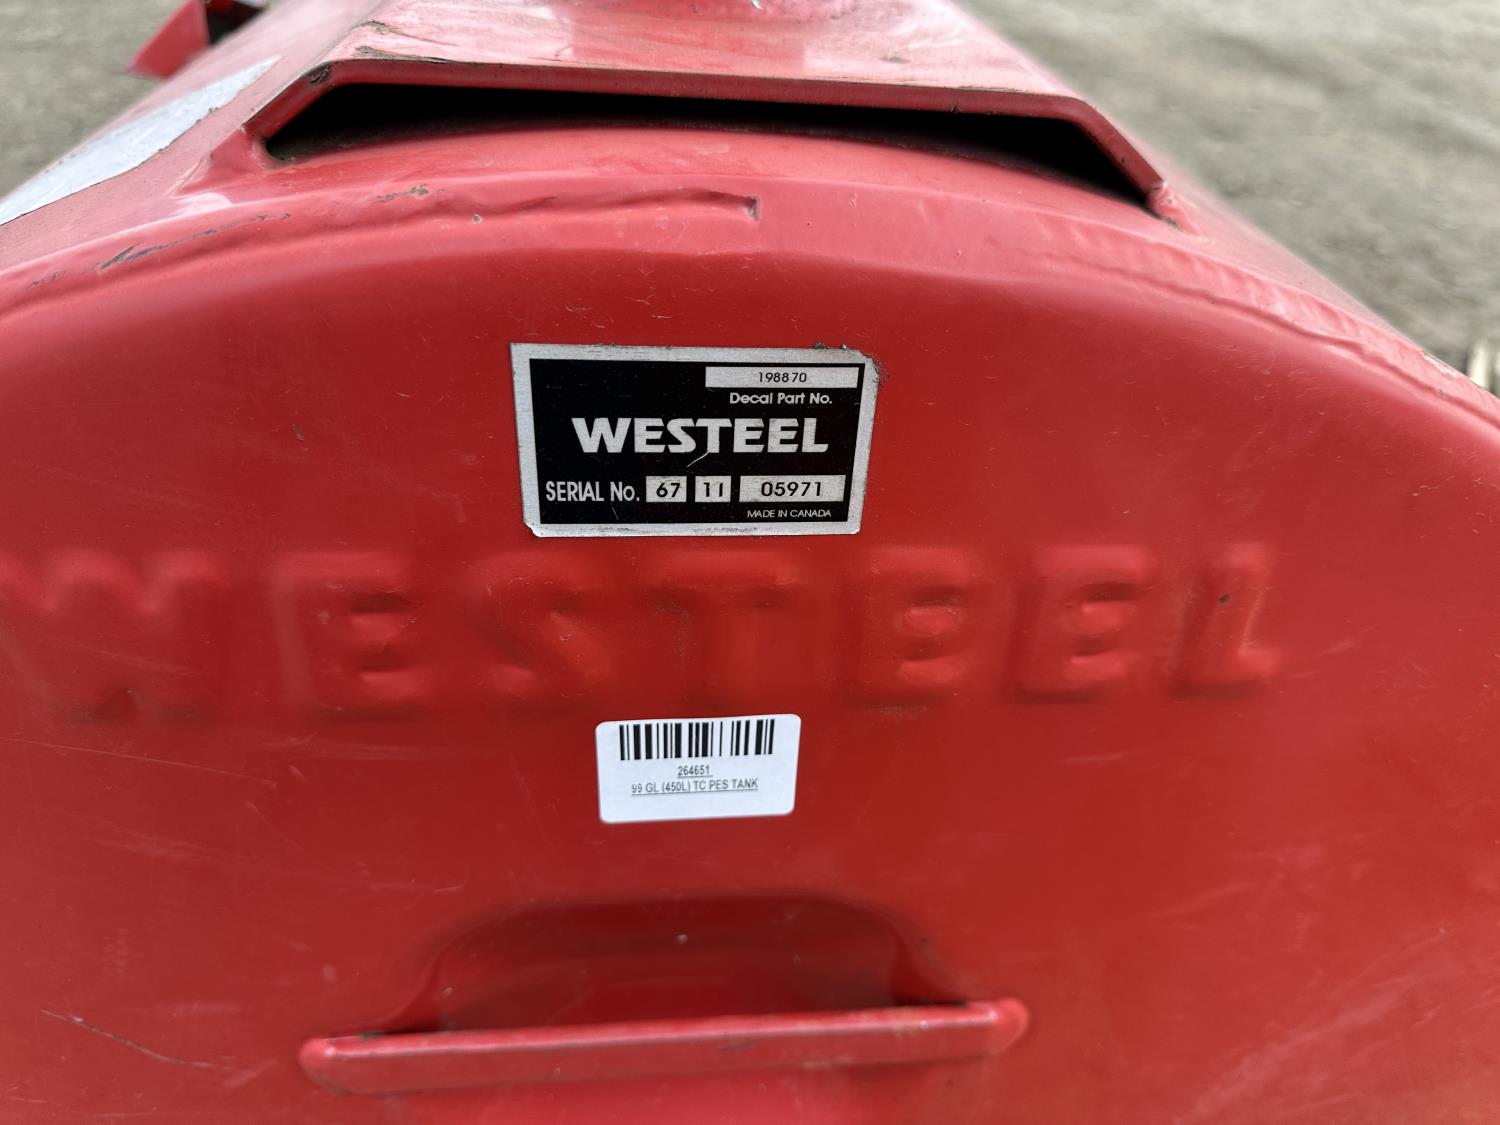 198870
Decal Part No.
WESTEEL
SERIAL No. 67 11 05971
MADE IN CANADA
WESTEEL
264651
99 GL (450L) TC PES TANK